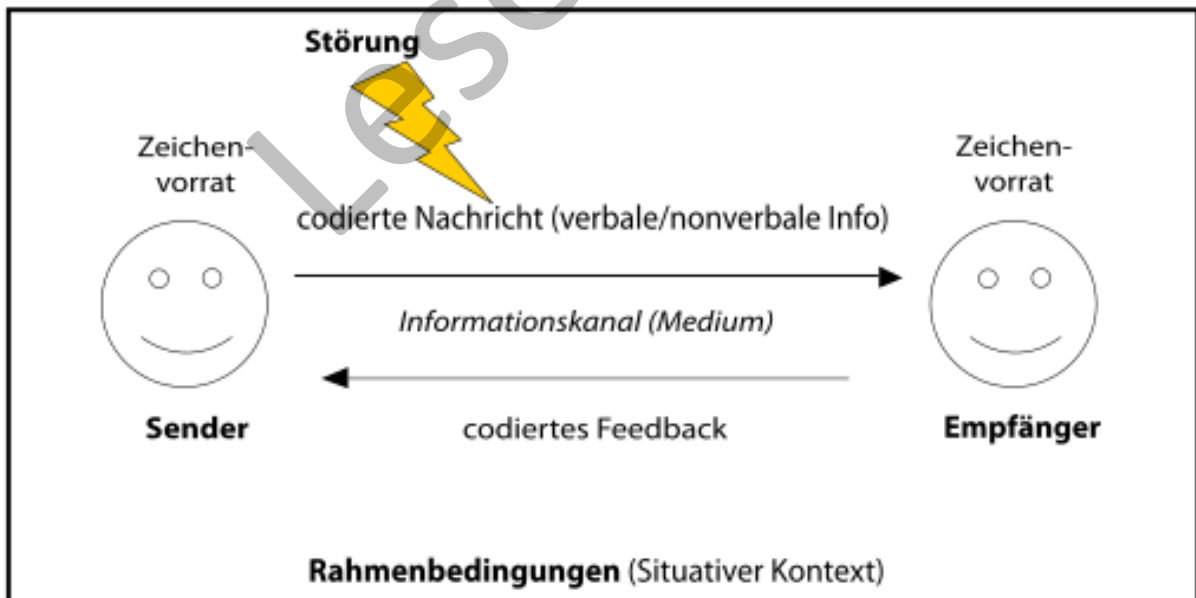 Störung
Zeichen-
vorrat
Zeichen-
vorrat
codierte Nachricht (verbale/nonverbale Info)
Informationskanal (Medium)
Sender
codiertes Feedback
Empfänger
Rahmenbedingungen (Situativer Kontext)